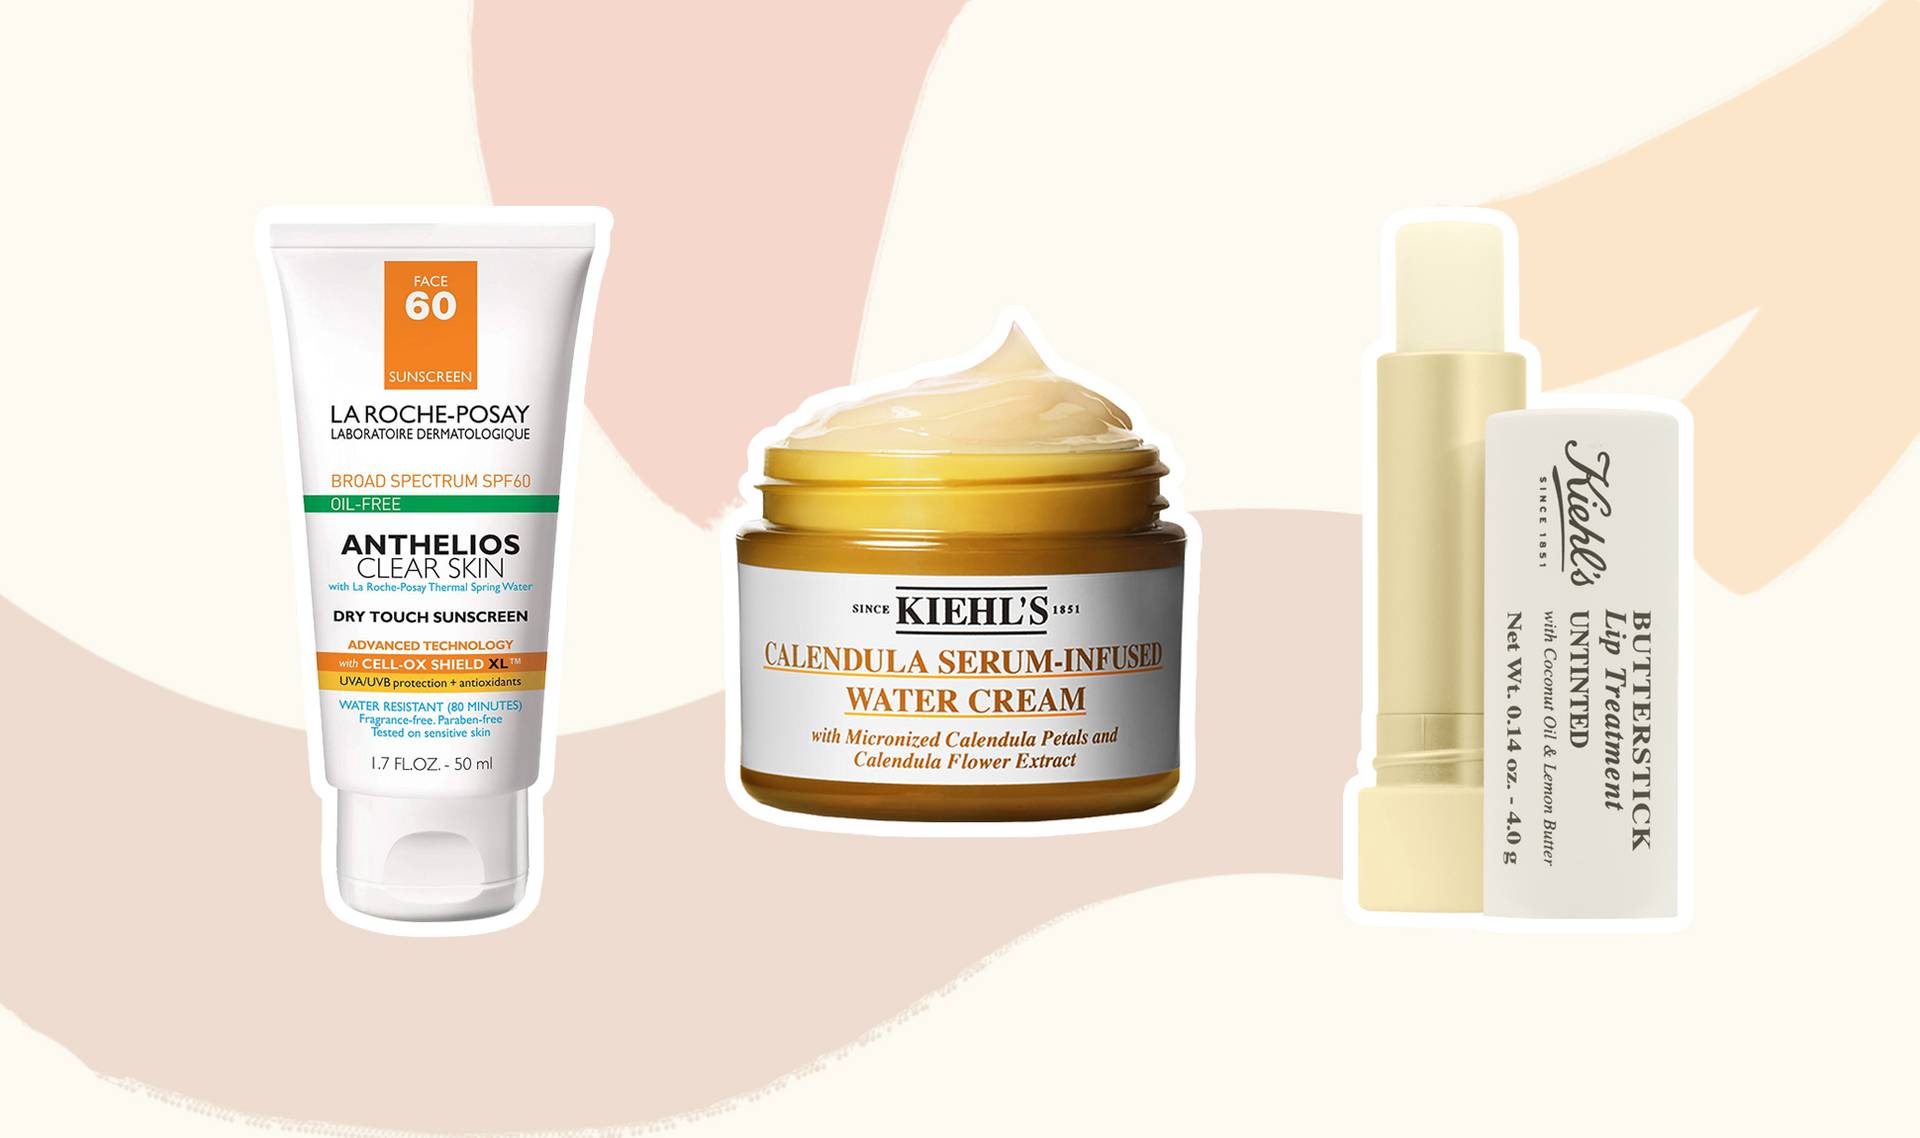 FACE
60
SUNSCREEN
LA ROCHE-POSAY
LABORATOIRE DERMATOLOGIQUE
BROAD SPECTRUM SPF60
OIL-FREE
ANTHELIOS
CLEAR SKIN
with La Roche-Posay Thermal Spring Water
DRY TOUCH SUNSCREEN
ADVANCED TECHNOLOGY
with CELL-OX SHIELD XL™
UVA/UVB protection + antioxidants
WATER RESISTANT (80 MINUTES)
Fragrance-free. Paraben-free
Tested on sensitive skin
1.7 FL.OZ. - 50 ml
SINCE KIEHL'S 1851
CALENDULA SERUM-INFUSED
WATER CREAM
with Micronized Calendula Petals and
Calendula Flower Extract
Kiehl's
SINCE 1851
BUTTERSTICK
Lip Treatment
UNTINTED
with Coconut Oil & Lemon Butter
Net Wt. 0.14 oz. - 4.0 g